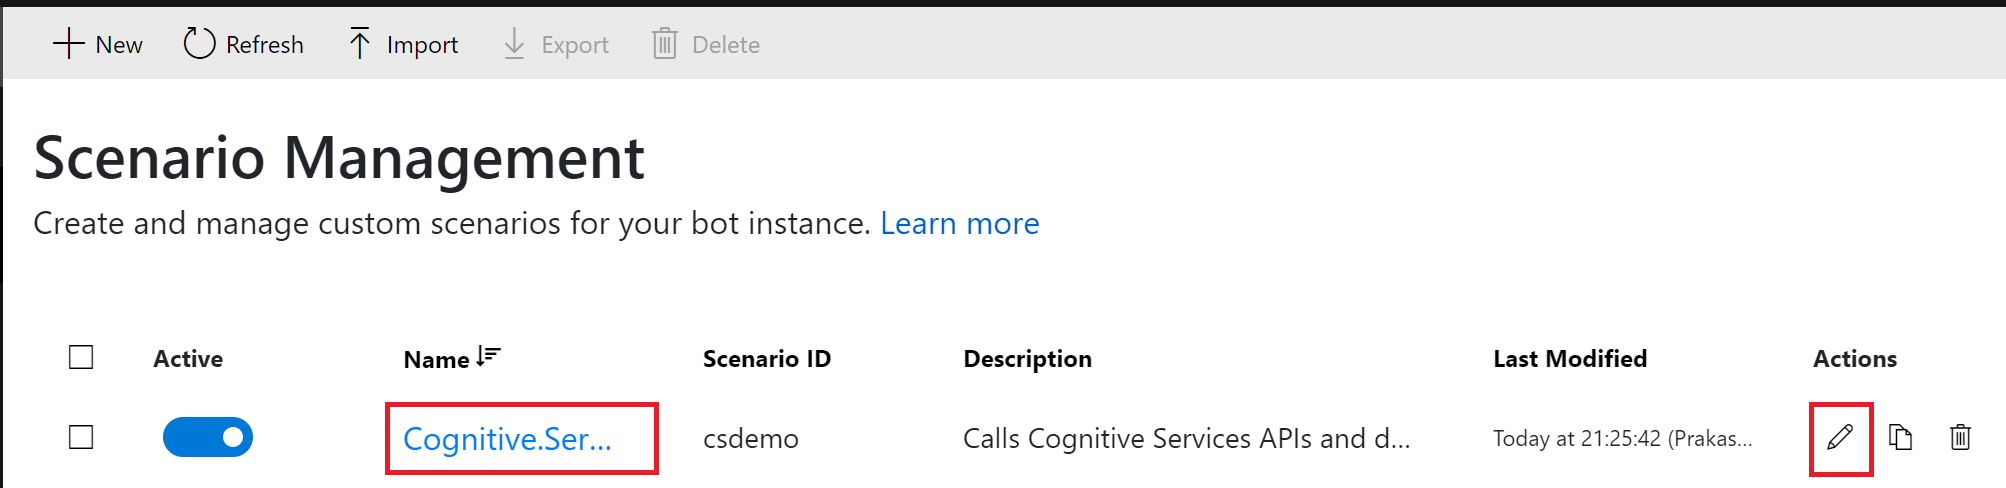 New Refresh Import Export Delete
Scenario Management
Create and manage custom scenarios for your bot instance. Learn more
Active Name Scenario ID Description Last Modified Actions
Cognitive.Ser... csdemo Calls Cognitive Services APIs and d... Today at 21:25:42 (Prakas...